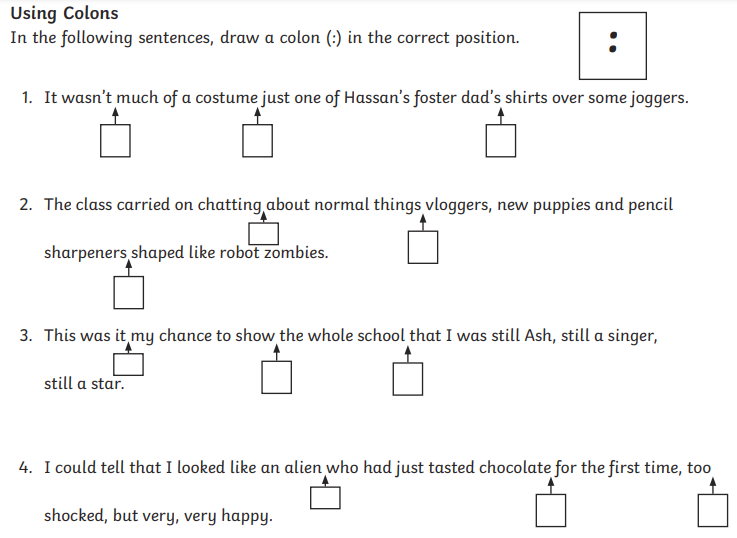 Using Colons
In the following sentences, draw a colon (:) in the correct position.
:
1. It wasn't much of a costume just one of Hassan's foster dad's shirts over some joggers.
2. The class carried on chatting about normal things vloggers, new puppies and pencil
sharpeners shaped like robot zombies.
3. This was it my chance to show the whole school that I was still Ash, still a singer,
still a star.
4. I could tell that I looked like an alien who had just tasted chocolate for the first time, too
shocked, but very, very happy.